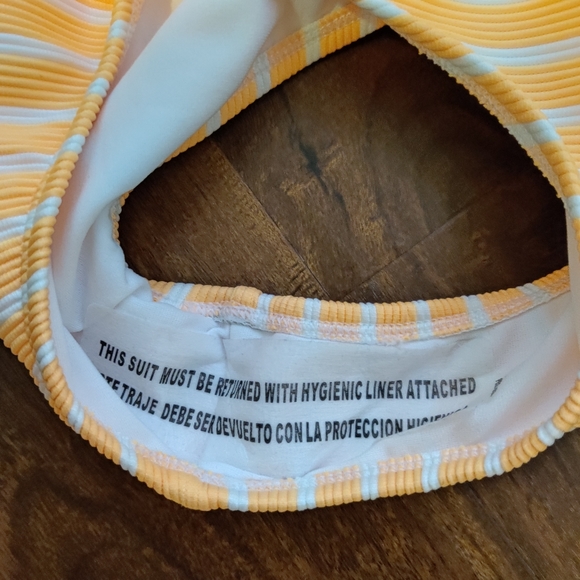 THIS SUIT MUST BE RETURNED WITH HYGIENIC LINER ATTACHED
TRAJE DEBE SER DEVUELTO CON LA PROTECCION